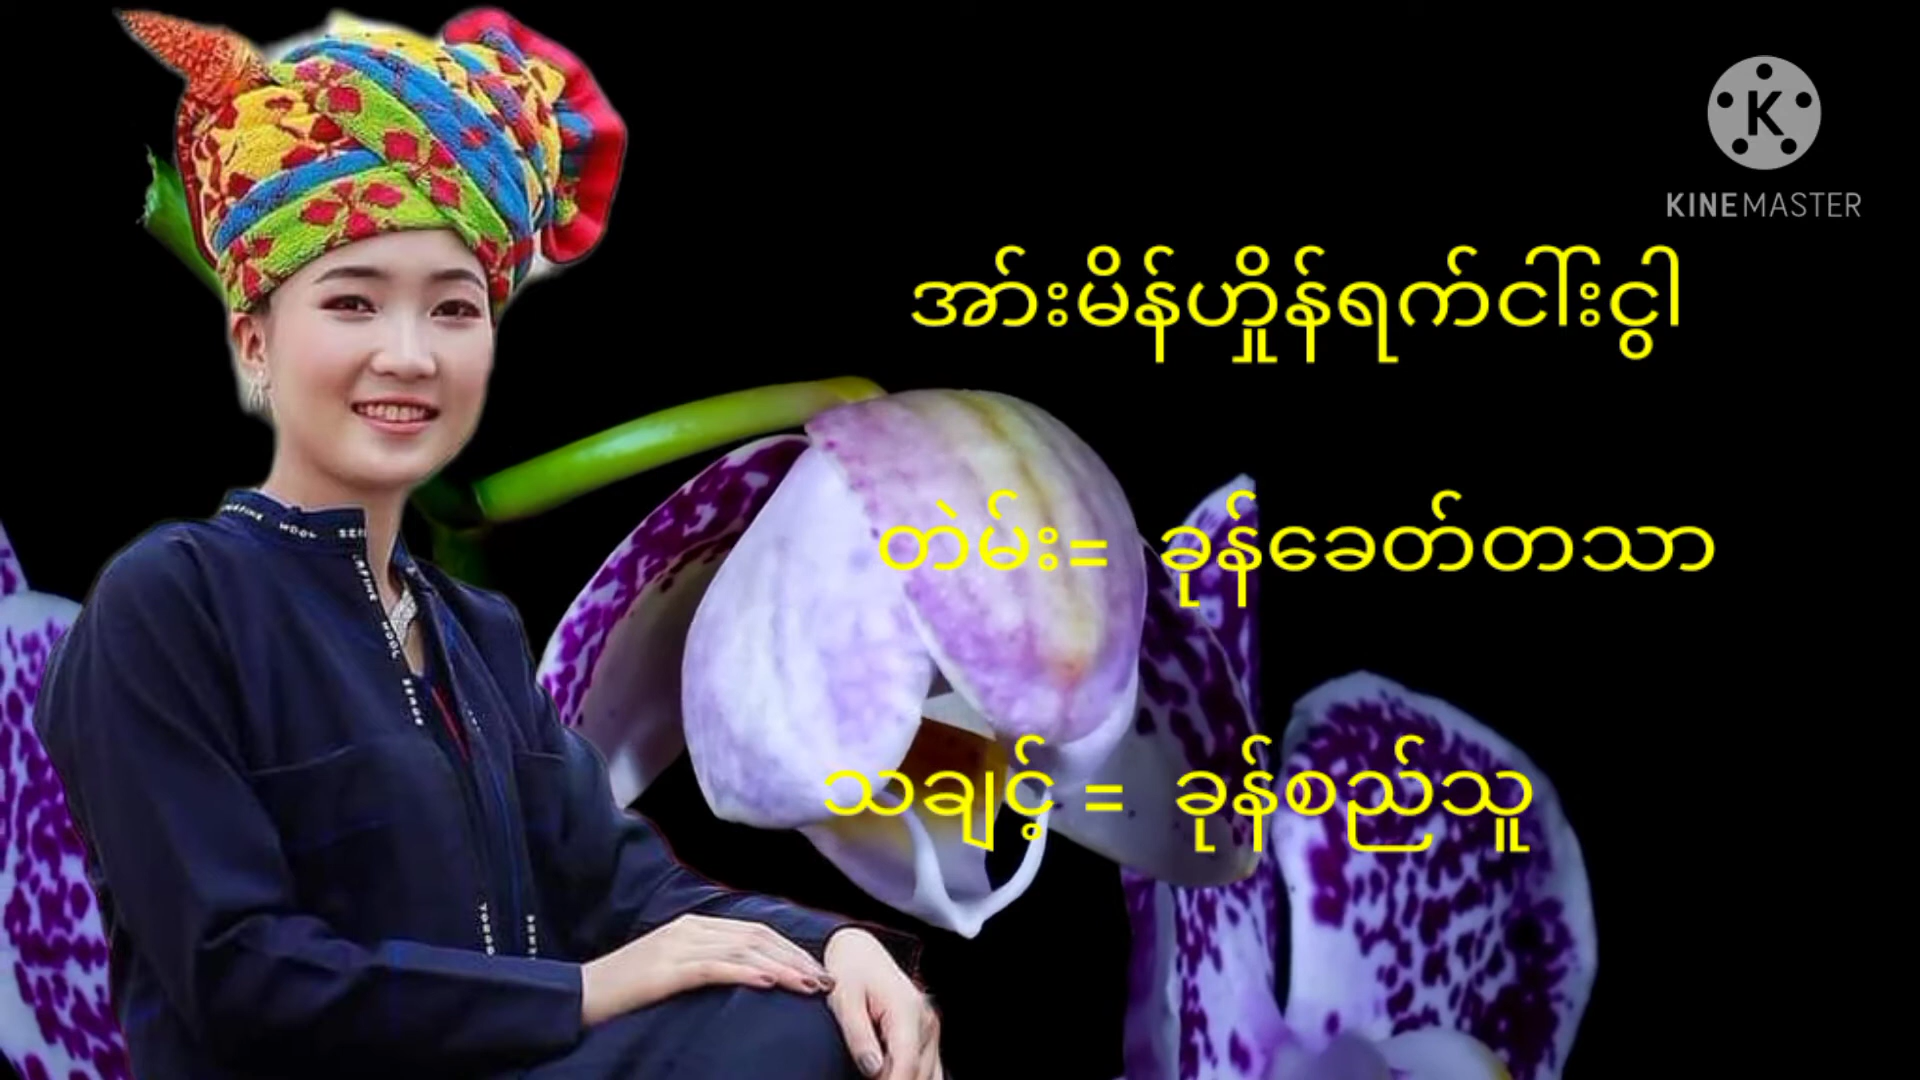 KINEMASTER
အာ်းမိန်ဟှိုန်ရက်ငါ်းငွါ
တဲမ်း= ခုန်ခေတ်တသာ
သချင့် = ခုန်စည်သူ